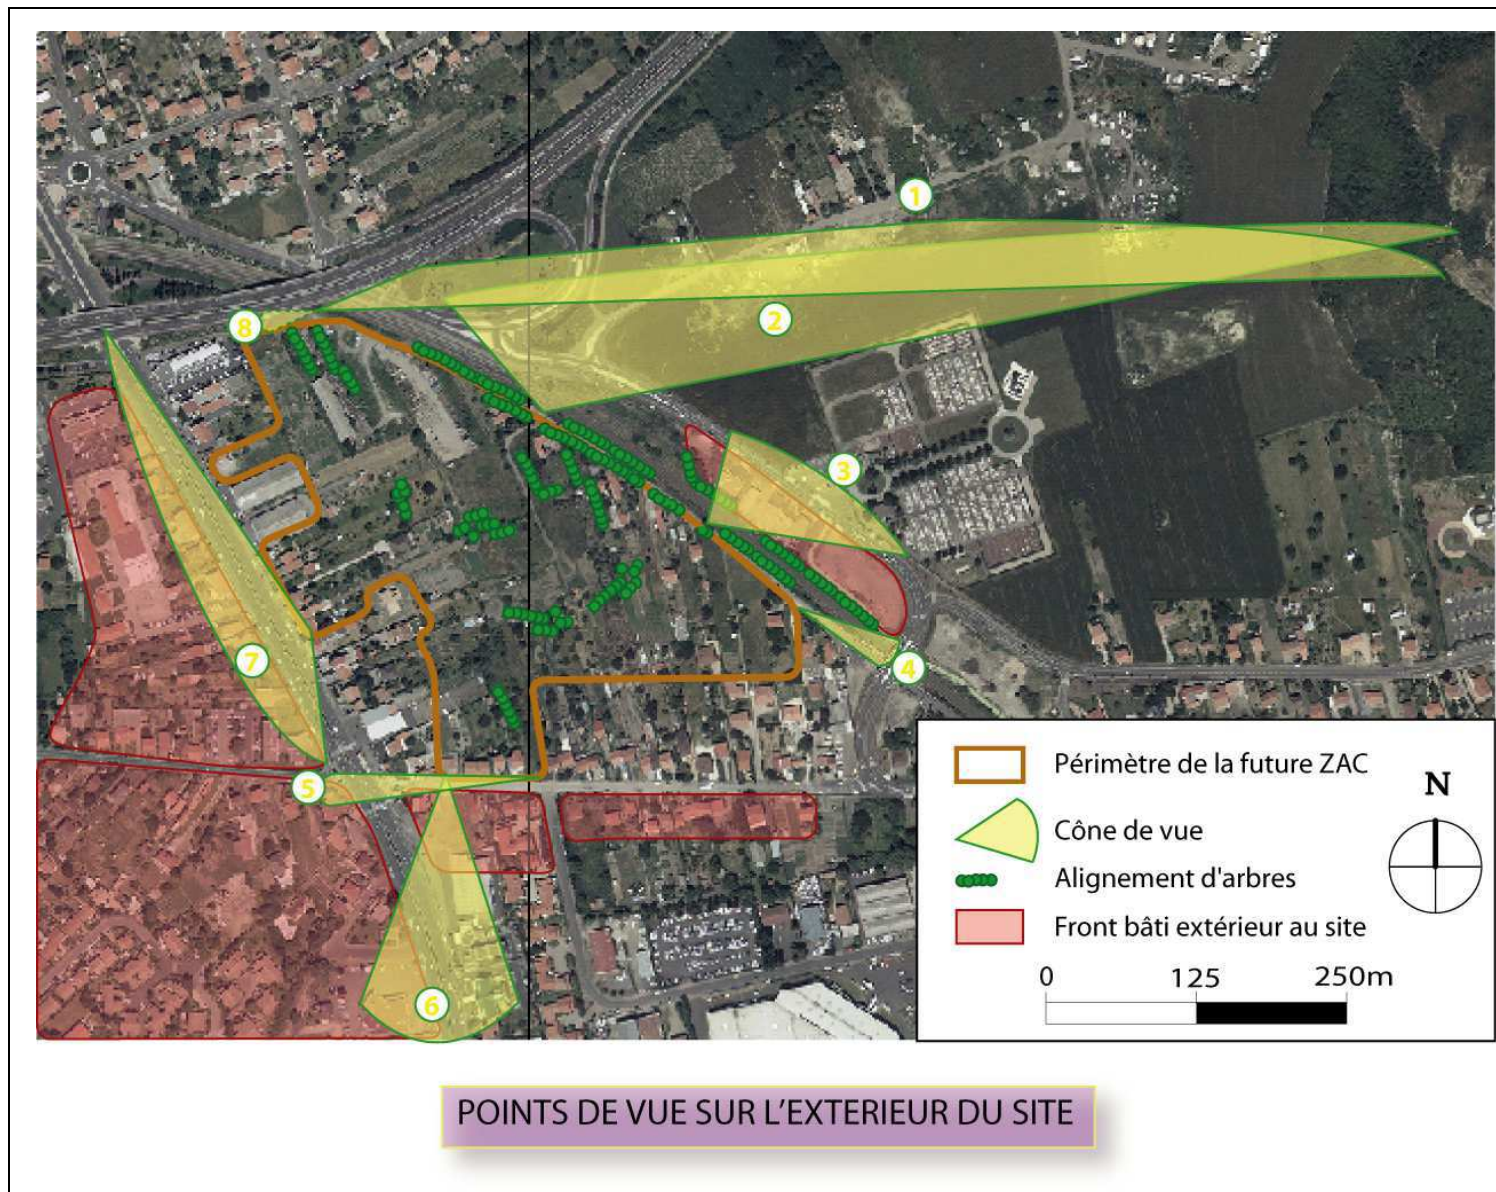 1
2
8
3
7
4
5
6
Périmètre de la future ZAC
Cône de vue
Alignement d'arbres
Front bâti extérieur au site
N
0 125 250m
POINTS DE VUE SUR L'EXTERIEUR DU SITE